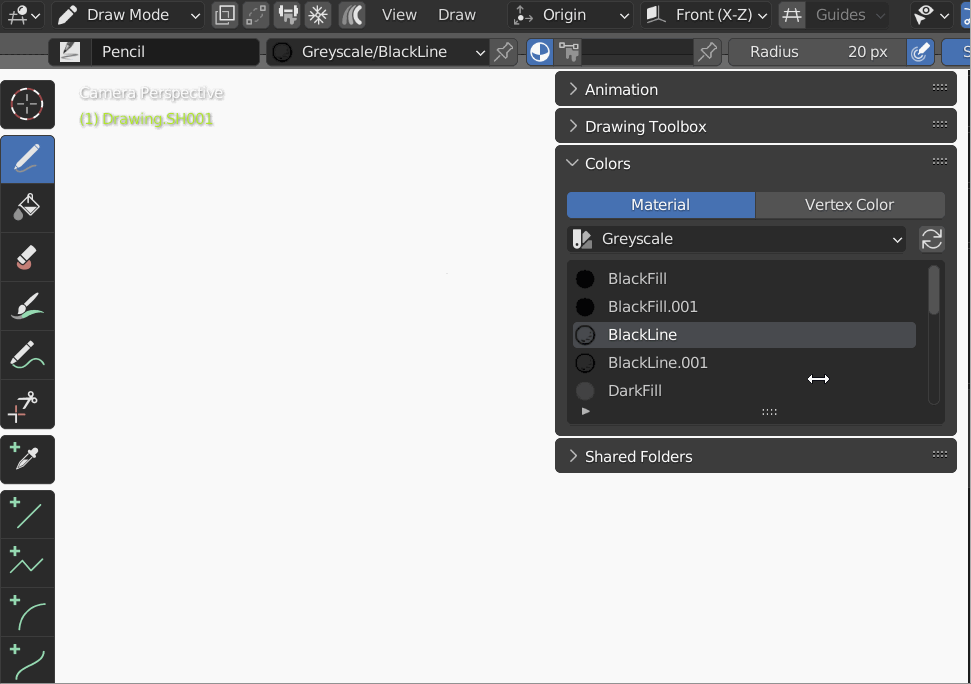 Draw Mode View Draw Origin Front (X-Z) Guides
Pencil Greyscale/BlackLine Radius 20 px S
Camera Perspective
(1) Drawing.SH001
Animation
Drawing Toolbox
Colors
Material Vertex Color
Greyscale
BlackFill
BlackFill.001
BlackLine
BlackLine.001
DarkFill
Shared Folders